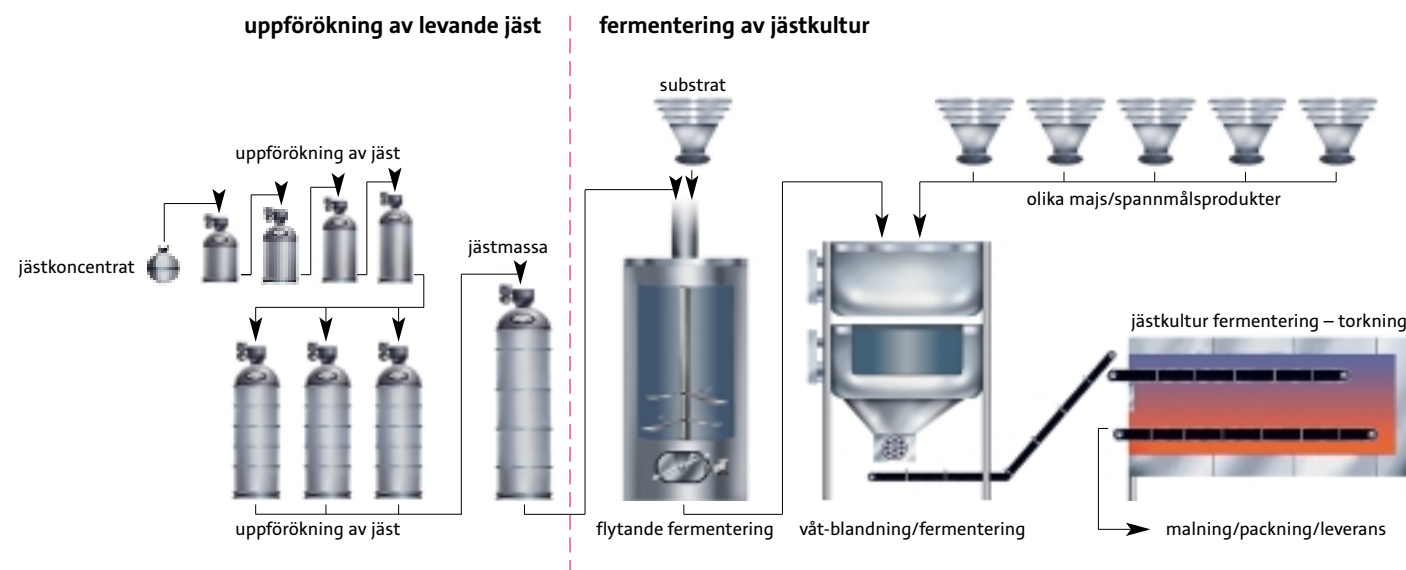 uppförökning av levande jäst
fermentering av jästkultur
substrat
uppförökning av jäst
olika majs/spannmålsprodukter
jästmassa
jästkoncentrat
jästkultur fermentering – torkning
uppförökning av jäst
flytande fermentering
våt-blandning/fermentering
malning/packning/leverans